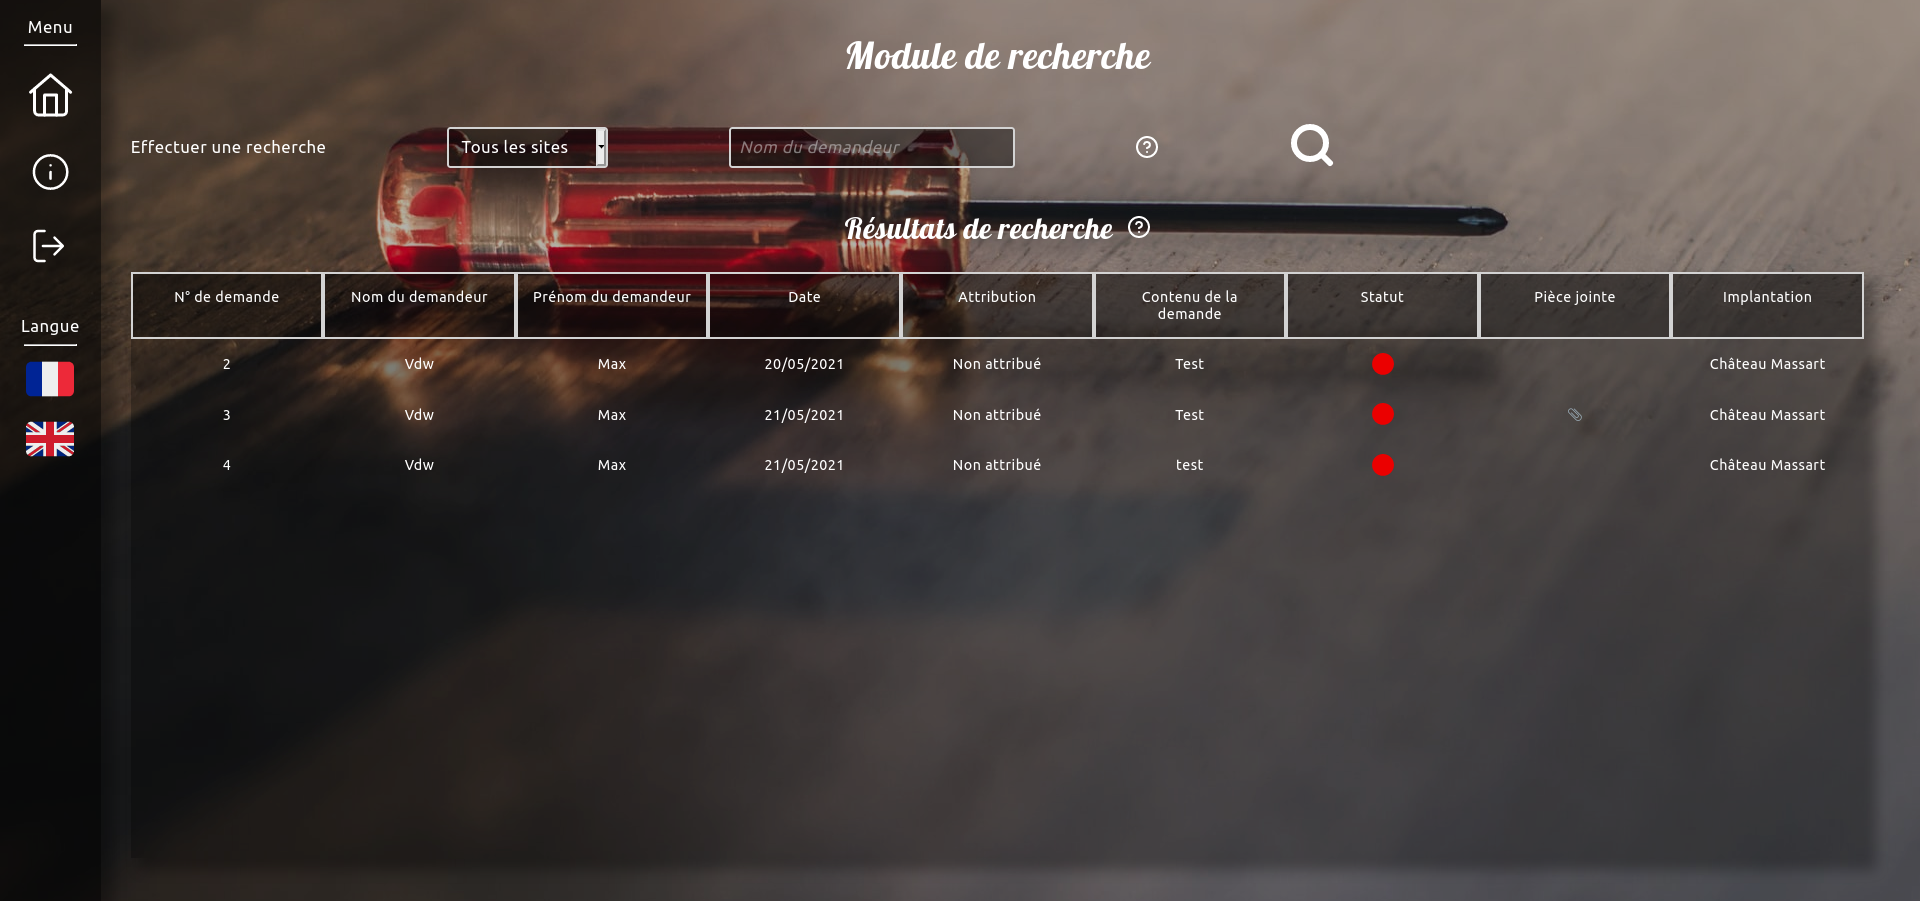 Menu
Module de recherche
Effectuer une recherche
Tous les sites
Nom du demandeur
Résultats de recherche
Langue
N° de demande Nom du demandeur Prénom du demandeur Date Attribution Contenu de la demande Statut Pièce jointe Implantation
2 Vdw Max 20/05/2021 Non attribué Test Château Massart
3 Vdw Max 21/05/2021 Non attribué Test Château Massart
4 Vdw Max 21/05/2021 Non attribué test Château Massart